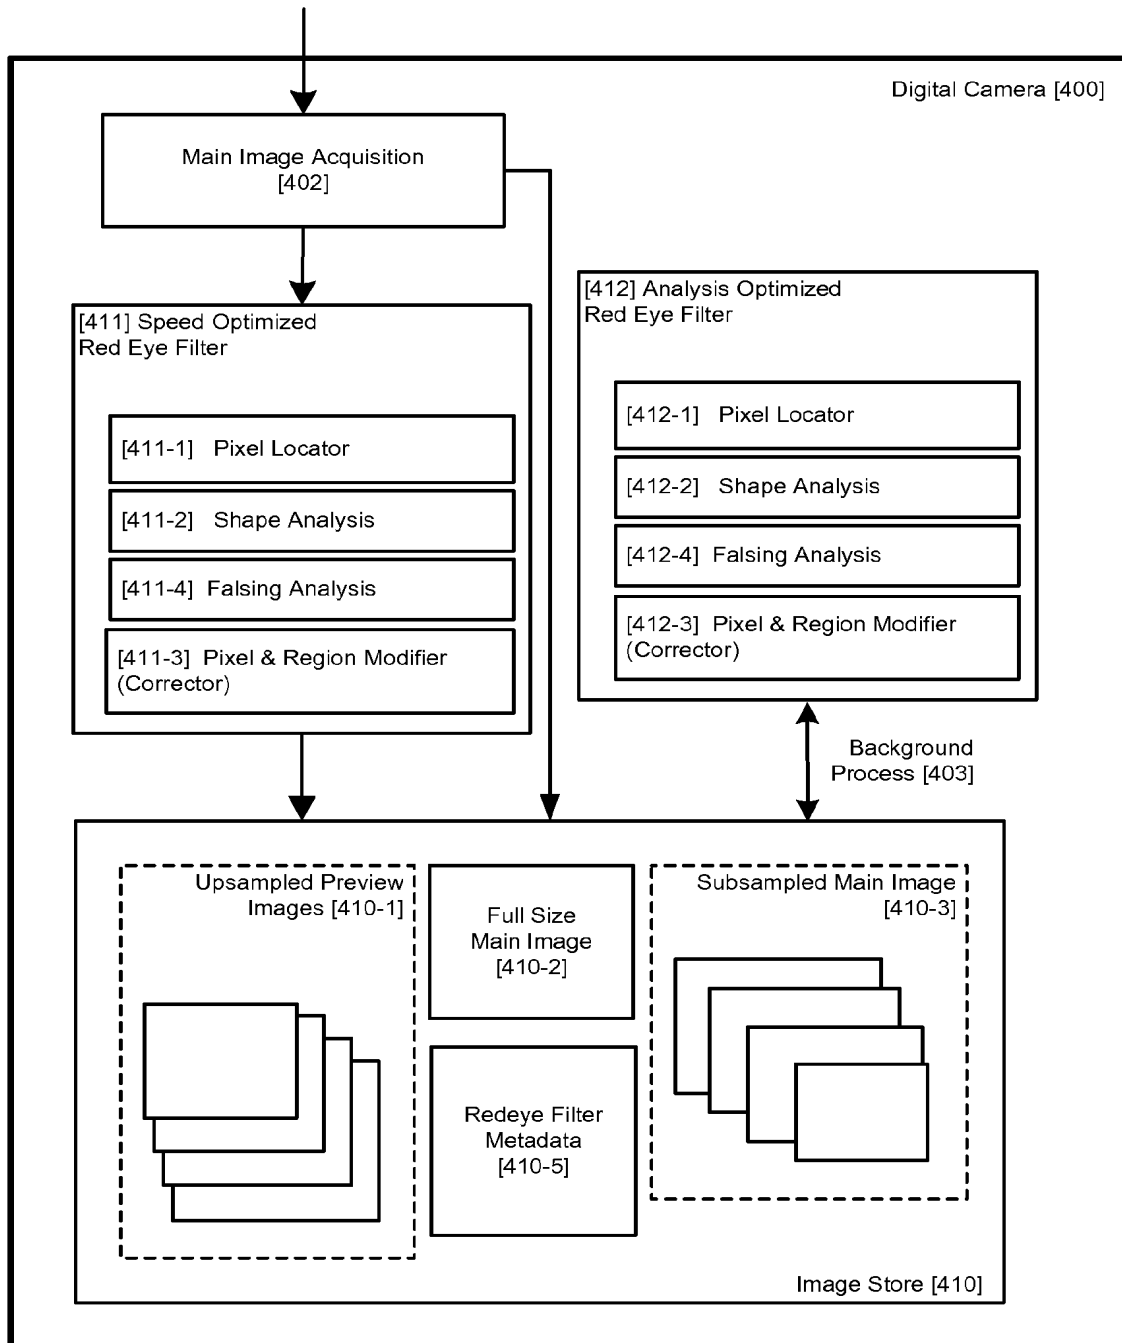 Digital Camera [400]
Main Image Acquisition
[402]
[411] Speed Optimized
Red Eye Filter
[411-1] Pixel Locator
[411-2] Shape Analysis
[411-4] Falsing Analysis
[411-3] Pixel & Region Modifier
(Corrector)
[412] Analysis Optimized
Red Eye Filter
[412-1] Pixel Locator
[412-2] Shape Analysis
[412-4] Falsing Analysis
[412-3] Pixel & Region Modifier
(Corrector)
Background
Process [403]
Upsampled Preview
Images [410-1]
Full Size
Main Image
[410-2]
Subsampled Main Image
[410-3]
Redeye Filter
Metadata
[410-5]
Image Store [410]